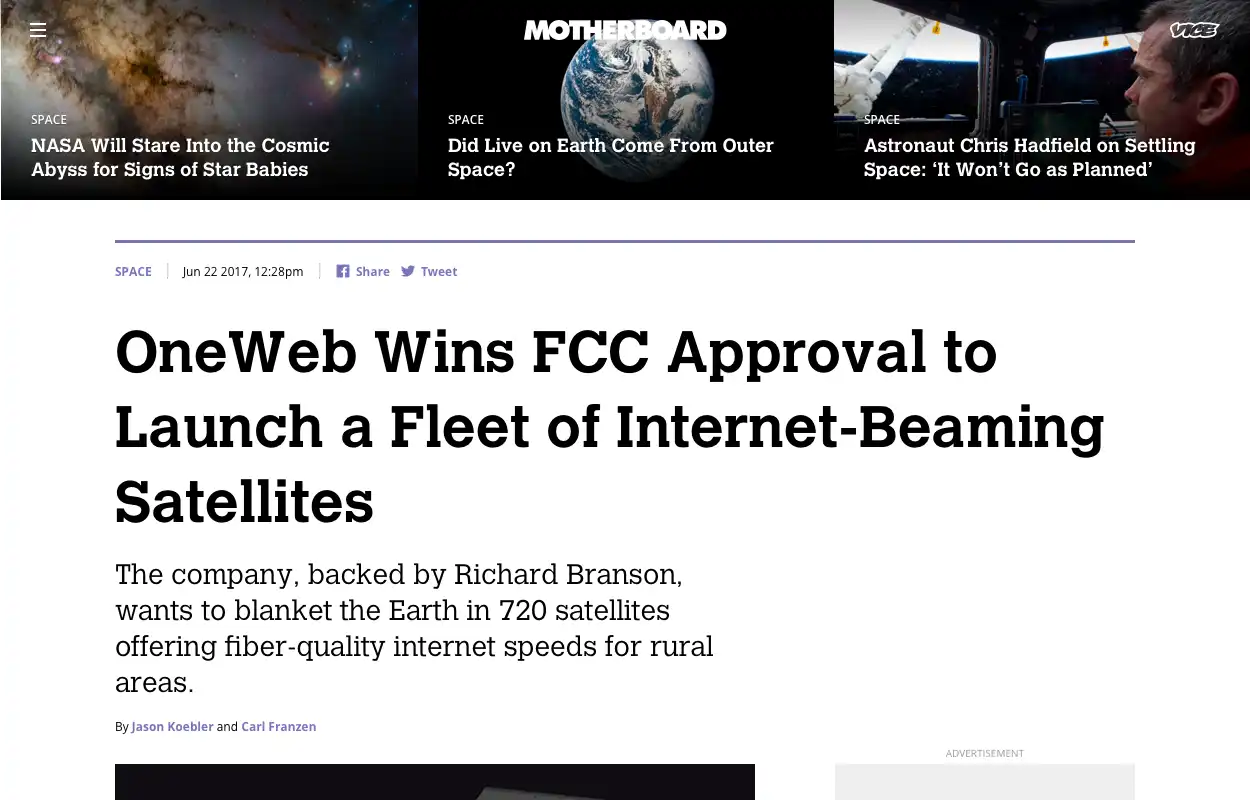 MOTHERBOARD
VICE
SPACE
NASA Will Stare Into the Cosmic
Abyss for Signs of Star Babies
SPACE
Did Live on Earth Come From Outer
Space?
SPACE
Astronaut Chris Hadfield on Settling
Space: ‘It Won’t Go as Planned’
SPACE
Jun 22 2017, 12:28pm
Share
Tweet
OneWeb Wins FCC Approval to
Launch a Fleet of Internet-Beaming
Satellites
The company, backed by Richard Branson,
wants to blanket the Earth in 720 satellites
offering fiber-quality internet speeds for rural
areas.
By Jason Koebler and Carl Franzen
ADVERTISEMENT